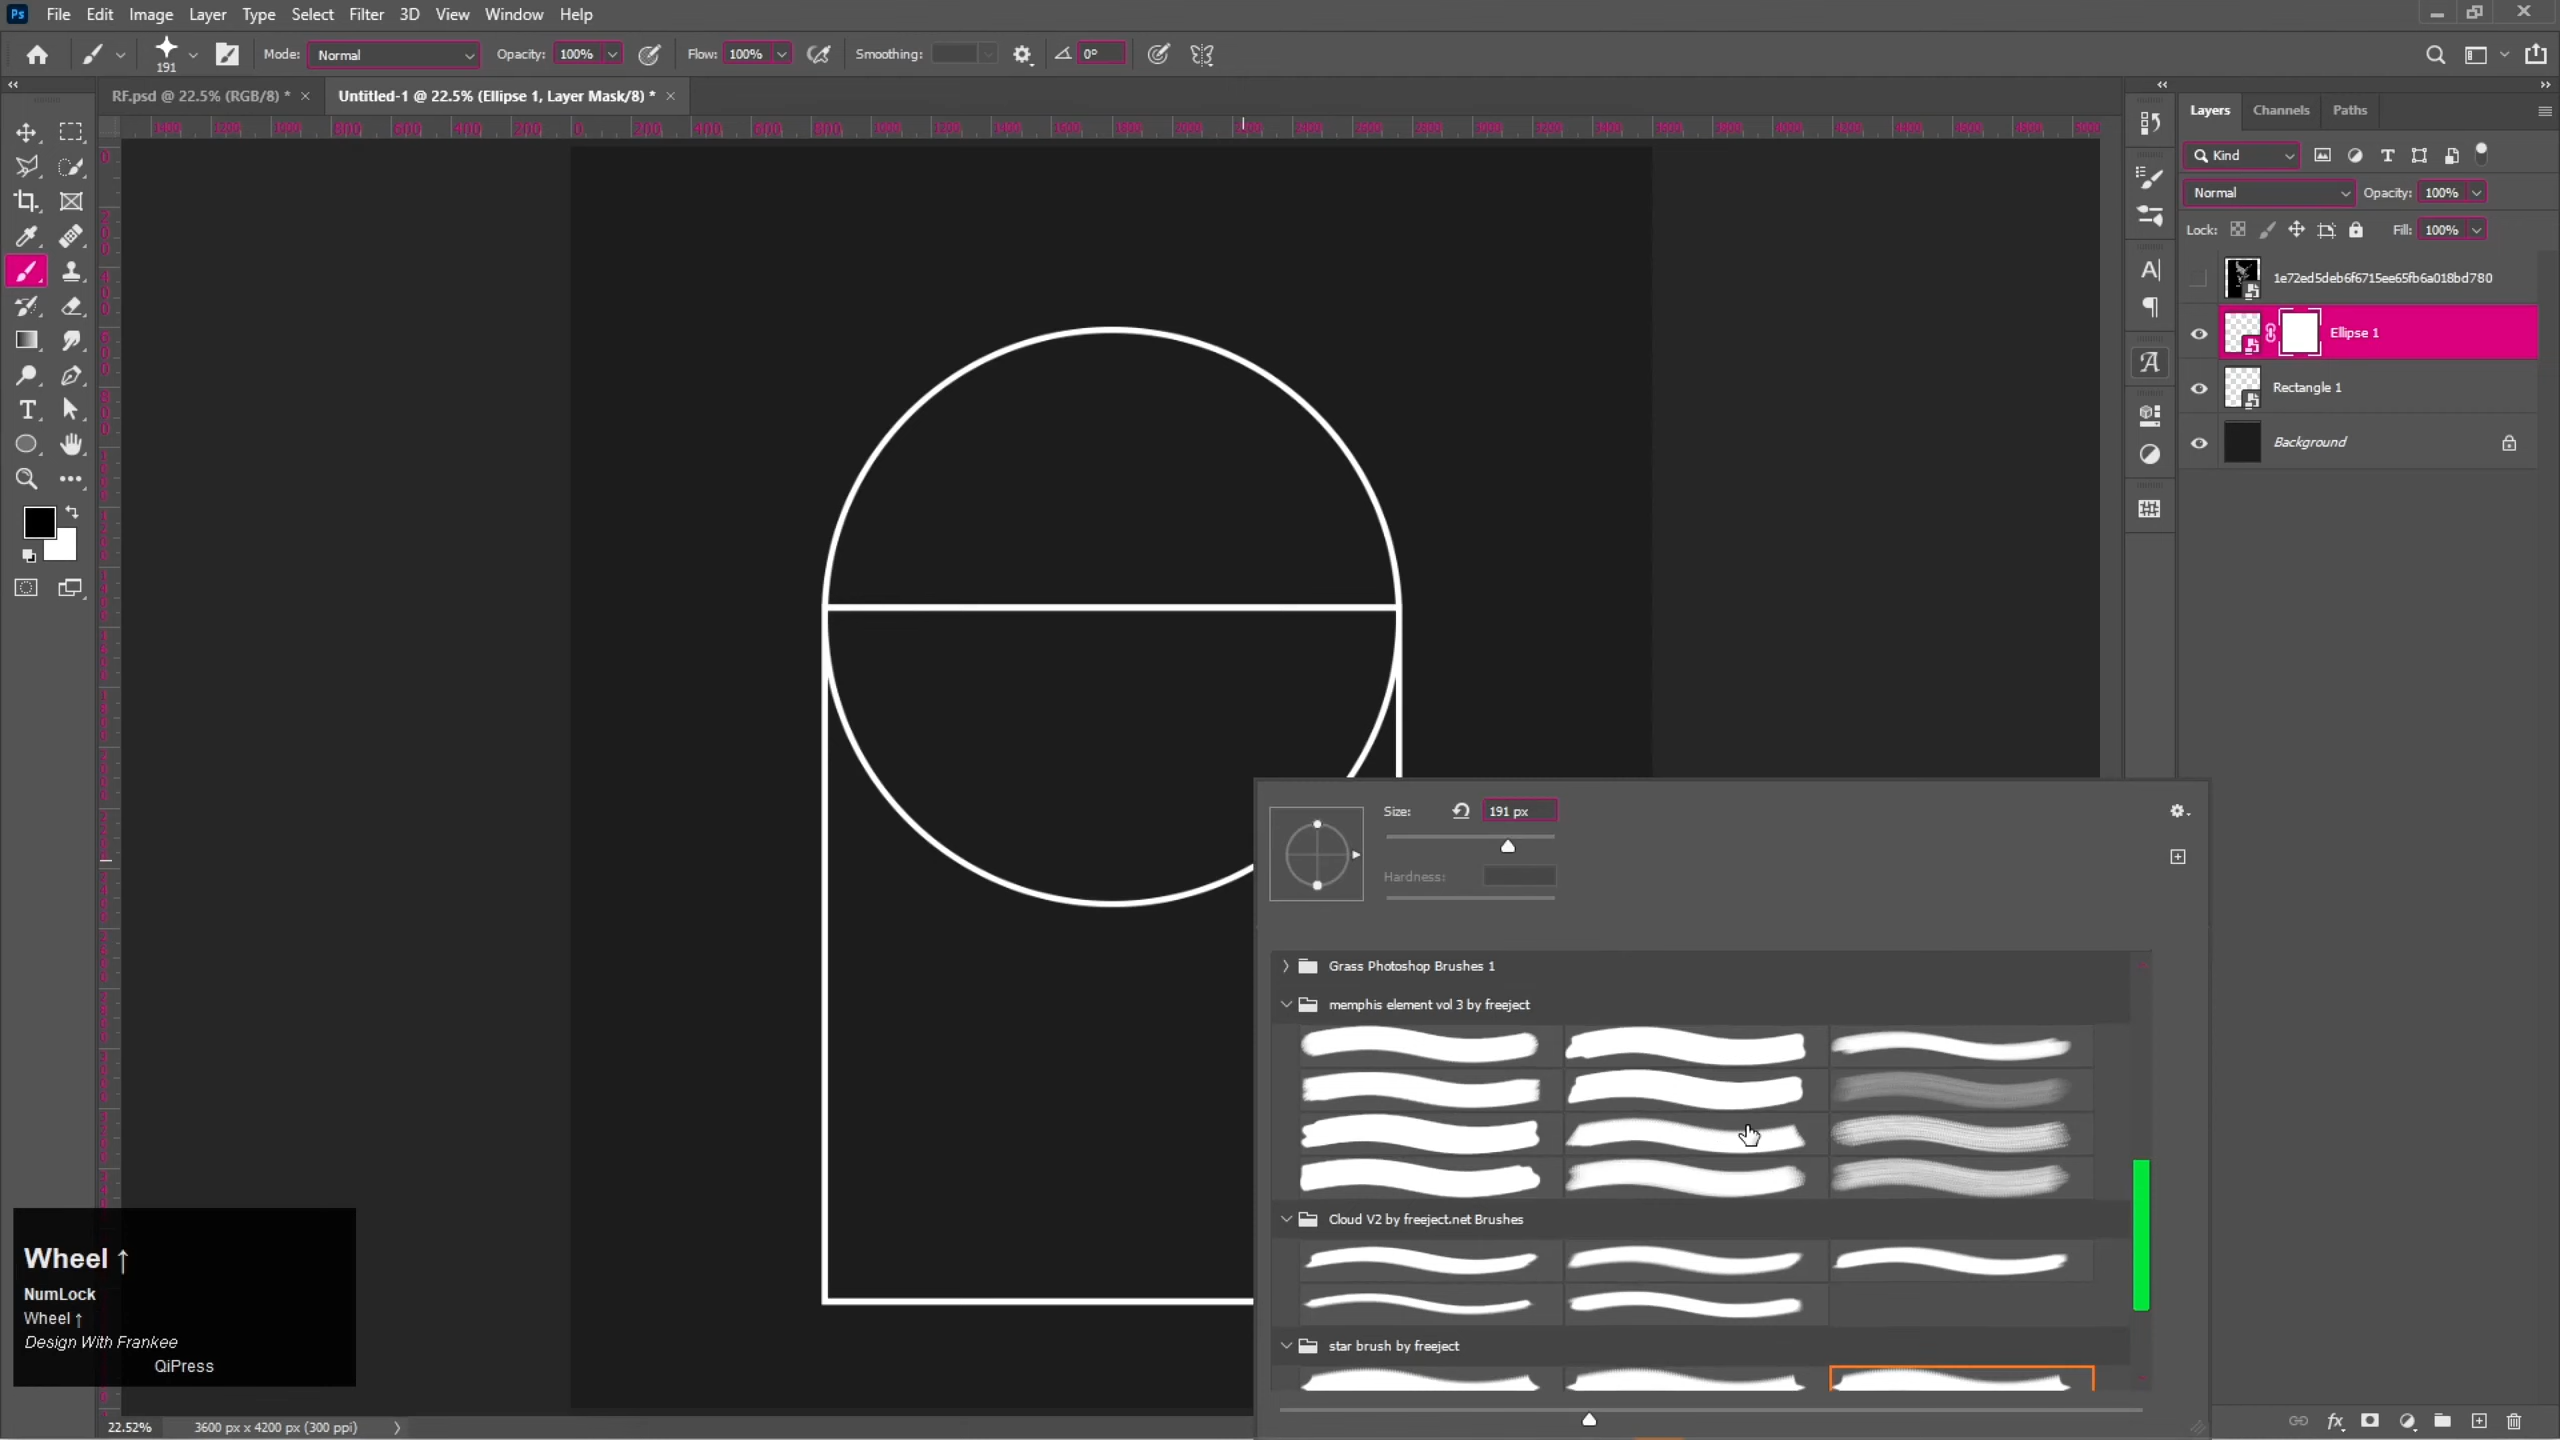 Ps File Edit Image Layer Type Select Filter 3D View Window Help
191 Mode: Normal Opacity: 100% Flow: 100% Smoothing: 0°
RF.psd @ 22.5% (RGB/8) * × Untitled-1 @ 22.5% (Ellipse 1, Layer Mask/8) * ×
Layers Channels Paths
Kind
Normal Opacity: 100%
Lock: Fill: 100%
1e72ed5deb6f6715ee65fb6a018bd780
Ellipse 1
Rectangle 1
Background
Size: 191 px
Hardness:
Grass Photoshop Brushes 1
memphis element vol 3 by freeject
Cloud V2 by freeject.net Brushes
star brush by freeject
Wheel ↑
NumLock
Wheel ↑
Design With Frankee
QiPress
22.52% 3600 px x 4200 px (300 ppi)